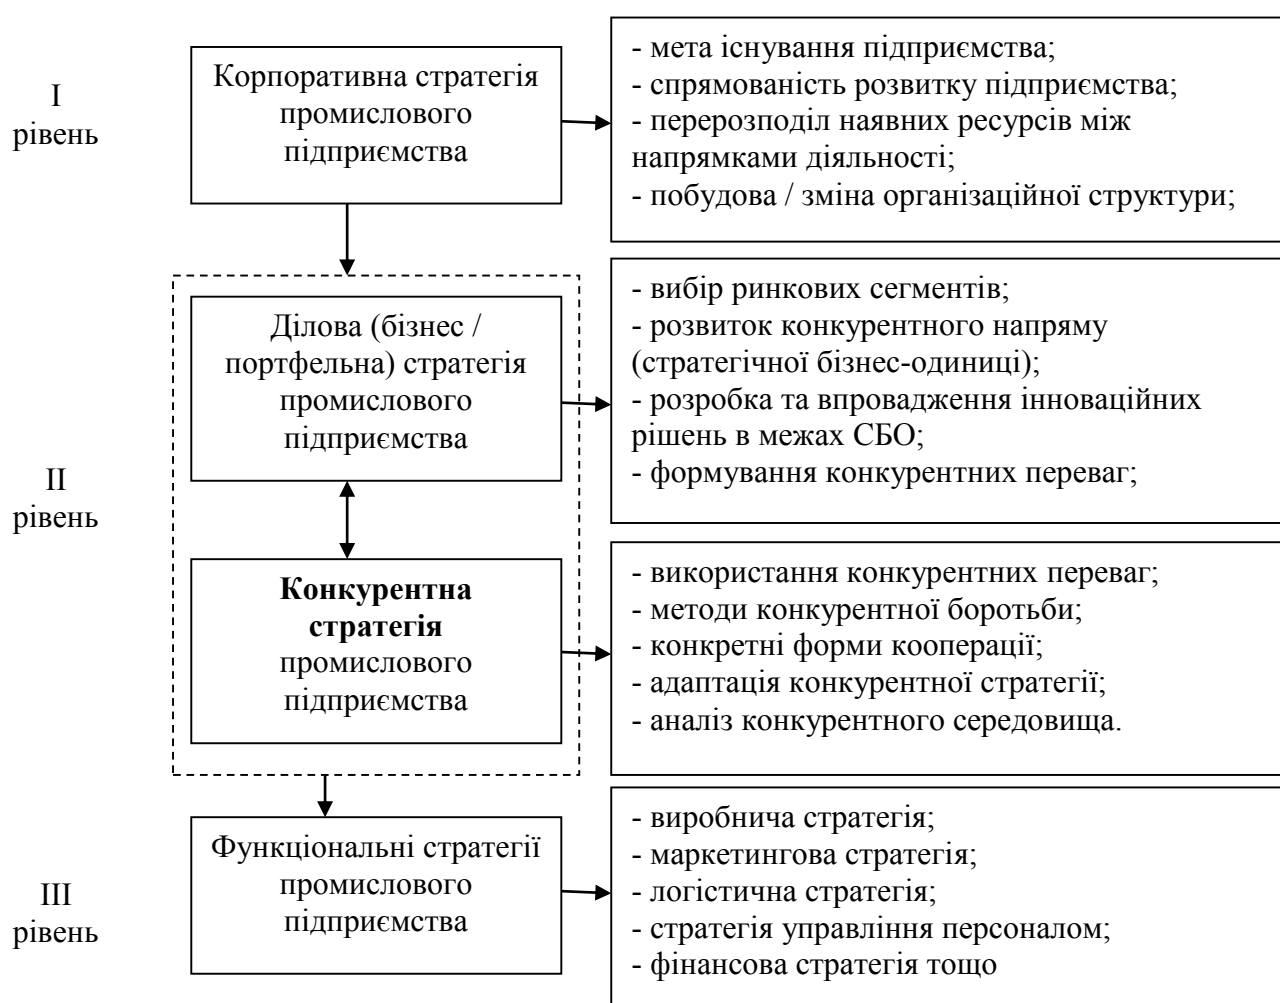 І
рівень
Корпоративна стратегія
промислового
підприємства
- мета існування підприємства;
- спрямованість розвитку підприємства;
- перерозподіл наявних ресурсів між
напрямками діяльності;
- побудова / зміна організаційної структури;
ІІ
рівень
Ділова (бізнес /
портфельна) стратегія
промислового
підприємства
- вибір ринкових сегментів;
- розвиток конкурентного напряму
(стратегічної бізнес-одиниці);
- розробка та впровадження інноваційних
рішень в межах СБО;
- формування конкурентних переваг;
Конкурентна
стратегія
промислового
підприємства
- використання конкурентних переваг;
- методи конкурентної боротьби;
- конкретні форми кооперації;
- адаптація конкурентної стратегії;
- аналіз конкурентного середовища.
ІІІ
рівень
Функціональні стратегії
промислового
підприємства
- виробнича стратегія;
- маркетингова стратегія;
- логістична стратегія;
- стратегія управління персоналом;
- фінансова стратегія тощо